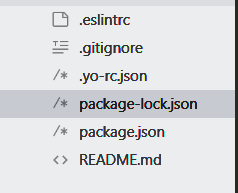 .eslintrc
.gitignore
.yo-rc.json
package-lock.json
package.json
README.md